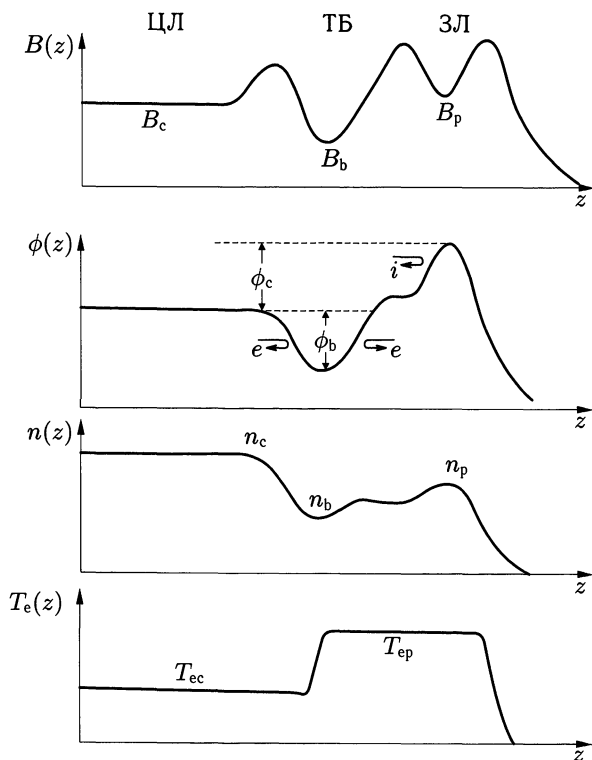 ЦЛ ТБ ЗЛ
B(z)
B_c
B_b
B_p
z
ϕ(z)
ϕ_c
i
e
ϕ_b
e
z
n(z)
n_c
n_b
n_p
z
T_e(z)
T_ec
T_ep
z